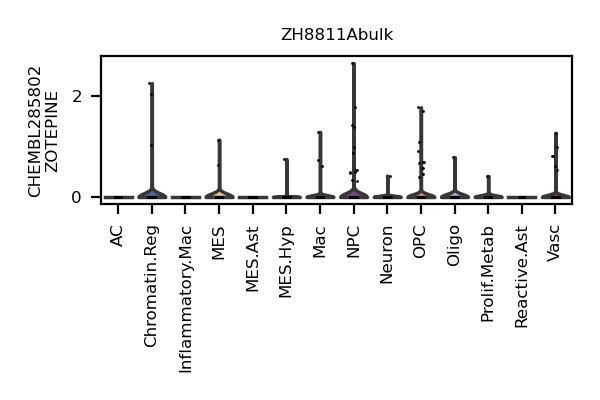 ZH8811Abulk
CHEMBL285802
ZOTEPINE
2
0
AC
Chromatin.Reg
Inflammatory.Mac
MES
MES.Ast
MES.Hyp
Mac
NPC
Neuron
OPC
Oligo
Prolif.Metab
Reactive.Ast
Vasc